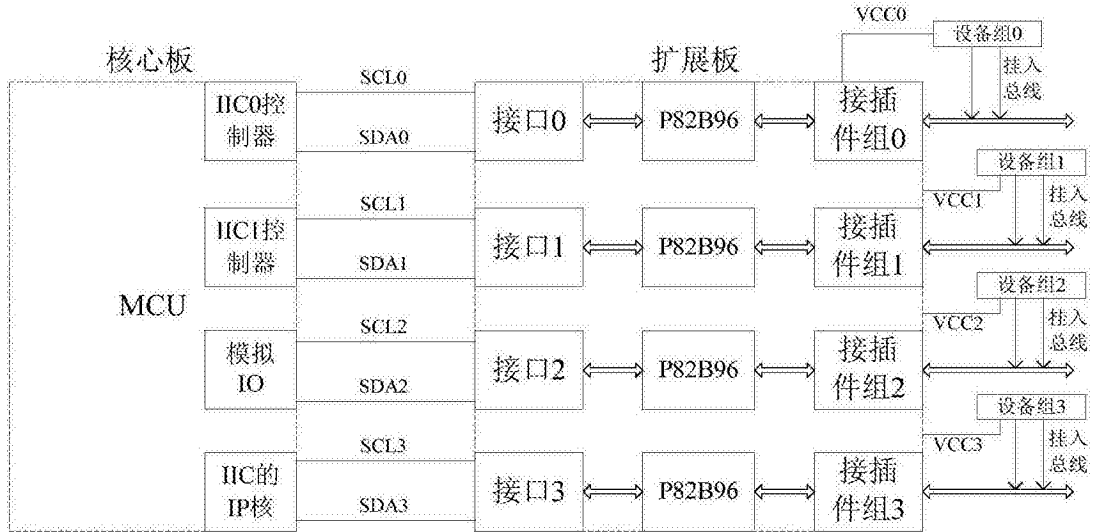 VCC0
设备组0
核心板
扩展板
挂入
总线
SCL0
IIC0控
制器
接口0
P82B96
接插
件组0
SDA0
设备组1
SCL1
VCC1
挂入
总线
IIC1控
制器
接口1
P82B96
接插
件组1
SDA1
设备组2
MCU
SCL2
VCC2
挂入
总线
模拟
IO
接口2
P82B96
接插
件组2
SDA2
设备组3
SCL3
VCC3
挂入
总线
IIC的
IP核
接口3
P82B96
接插
件组3
SDA3